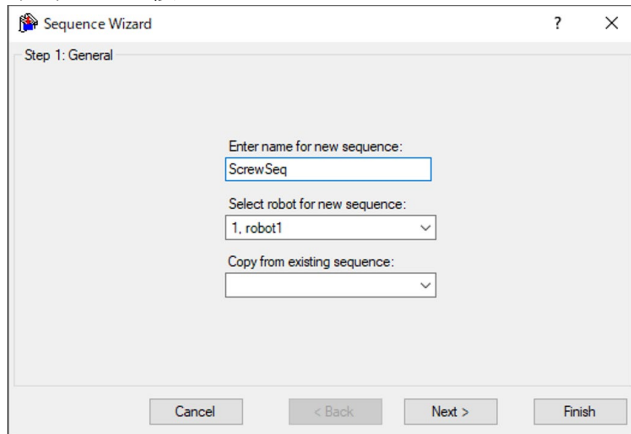 Sequence Wizard
?
Step 1: General
Enter name for new sequence:
ScrewSeq
Select robot for new sequence:
1, robot1
Copy from existing sequence:
Cancel < Back Next > Finish